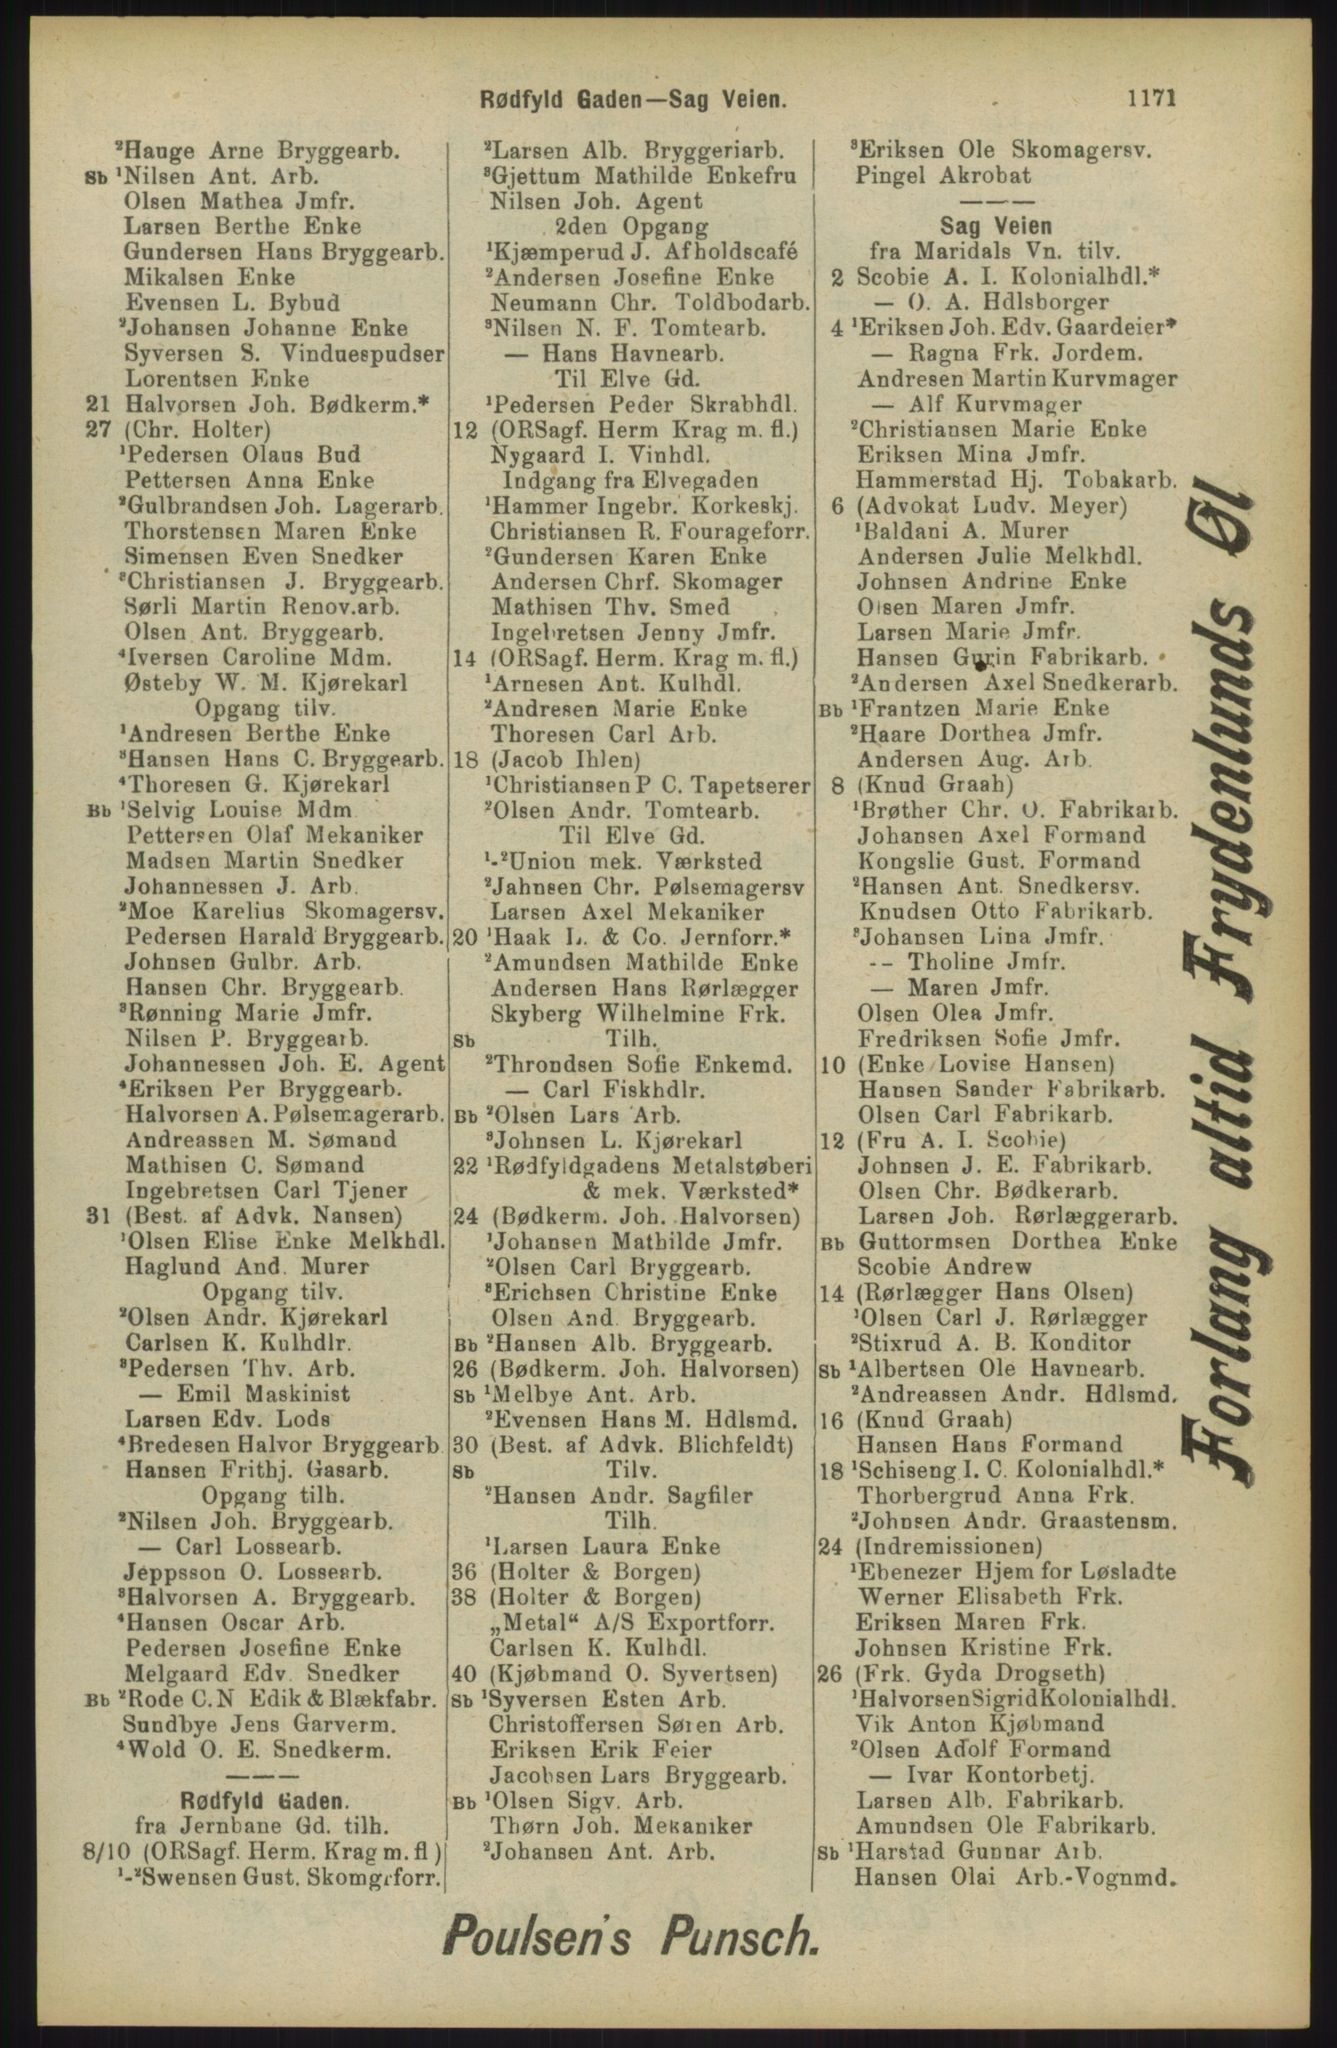 Rødfyld Gaden—Sag Veien.
1171
²Hauge Arne Bryggearb.
Sb ¹Nilsen Ant. Arb.
Olsen Mathea Jmfr.
Larsen Berthe Enke
Gundersen Hans Bryggearb.
Mikalsen Enke
Evensen L. Bybud
²Johansen Johanne Enke
Syversen S. Vinduespudser
Lorentsen Enke
21 Halvorsen Joh. Bødkerm.*
27 (Chr. Holter)
¹Pedersen Olaus Bud
Pettersen Anna Enke
²Gulbrandsen Joh. Lagerarb.
Thorstensen Maren Enke
Simensen Even Snedker
³Christiansen J. Bryggearb.
Sørli Martin Renov.arb.
Olsen Ant. Bryggearb.
⁴Iversen Caroline Mdm.
Østeby W. M. Kjørekarl
Opgang tilv.
¹Andresen Berthe Enke
³Hansen Hans C. Bryggearb.
⁴Thoresen G. Kjørekarl
Bb ¹Selvig Louise Mdm
Pettersen Olaf Mekaniker
Madsen Martin Snedker
Johannessen J. Arb.
²Moe Karelius Skomagersv.
Pedersen Harald Bryggearb.
Johnsen Gulbr. Arb.
Hansen Chr. Bryggearb.
³Rønning Marie Jmfr.
Nilsen P. Bryggearb.
Johannessen Joh. E. Agent
⁴Eriksen Per Bryggearb.
Halvorsen A. Pølsemagerarb.
Andreassen M. Sømand
Mathisen C. Sømand
Ingebretsen Carl Tjener
31 (Best. af Advk. Nansen)
¹Olsen Elise Enke Melkhdl.
Haglund And. Murer
Opgang tilv.
²Olsen Andr. Kjørekarl
Carlsen K. Kulhdlr.
³Pedersen Thv. Arb.
— Emil Maskinist
Larsen Edv. Lods
⁴Bredesen Halvor Bryggearb
Hansen Frithj. Gasarb.
Opgang tilh.
²Nilsen Joh. Bryggearb.
— Carl Lossearb.
Jeppsson O. Lossearb.
³Halvorsen A. Bryggearb.
⁴Hansen Oscar Arb.
Pedersen Josefine Enke
Melgaard Edv. Snedker
Bb ²Rode C.N Edik & Blækfabr.
Sundbye Jens Garverm.
⁴Wold O. E. Snedkerm.
———
Rødfyld Gaden.
fra Jernbane Gd. tilh.
8/10 (ORSagf. Herm. Krag m. fl )
¹-²Swensen Gust. Skomgrforr.
²Larsen Alb. Bryggeriarb.
³Gjettum Mathilde Enkefru
Nilsen Joh. Agent
2den Opgang
¹Kjæmperud J. Afholdscafé
²Andersen Josefine Enke
Neumann Chr. Toldbodarb.
³Nilsen N. F. Tomtearb.
— Hans Havnearb.
Til Elve Gd.
¹Pedersen Peder Skrabhdl.
12 (ORSagf. Herm Krag m. fl.)
Nygaard I. Vinhdl.
Indgang fra Elvegaden
¹Hammer Ingebr. Korkeskj.
Christiansen R. Fourageforr.
²Gundersen Karen Enke
Andersen Chrf. Skomager
Mathisen Thv. Smed
Ingebretsen Jenny Jmfr.
14 (ORSagf. Herm. Krag m. fl.)
¹Arnesen Ant. Kulhdl.
²Andresen Marie Enke
Thoresen Carl Arb.
18 (Jacob Ihlen)
¹Christiansen P C. Tapetserer
²Olsen Andr. Tomtearb.
Til Elve Gd.
¹-²Union mek. Værksted
²Jahnsen Chr. Pølsemagersv
Larsen Axel Mekaniker
20 ¹Haak L. & Co. Jernforr.*
²Amundsen Mathilde Enke
Andersen Hans Rørlægger
Skyberg Wilhelmine Frk.
Sb Tilh.
²Throndsen Sofie Enkemd.
— Carl Fiskhdlr.
Bb ²Olsen Lars Arb.
³Johnsen L. Kjørekarl
22 ¹Rødfyldgadens Metalstøberi
& mek. Værksted*
24 (Bødkerm. Joh. Halvorsen)
¹Johansen Mathilde Jmfr.
²Olsen Carl Bryggearb.
³Erichsen Christine Enke
Olsen And. Bryggearb.
Bb ²Hansen Alb. Bryggearb.
26 (Bødkerm. Joh. Halvorsen)
Sb ¹Melbye Ant. Arb.
²Evensen Hans M. Hdlsmd.
30 (Best. af Advk. Blichfeldt)
Sb Tilv.
²Hansen Andr. Sagfiler
Tilh.
¹Larsen Laura Enke
36 (Holter & Borgen)
38 (Holter & Borgen)
„Metal“ A/S Exportforr.
Carlsen K. Kulhdl.
40 (Kjøbmand O. Syvertsen)
Sb ¹Syversen Esten Arb.
Christoffersen Søren Arb.
Eriksen Erik Feier
Jacobsen Lars Bryggearb.
Bb ¹Olsen Sigv. Arb.
Thørn Joh. Mekaniker
²Johansen Ant. Arb.
³Eriksen Ole Skomagersv.
Pingel Akrobat
———
Sag Veien
fra Maridals Vn. tilv.
2 Scobie A. I. Kolonialhdl.*
— O. A. Hdlsborger
4 ¹Eriksen Joh. Edv. Gaardeier*
— Ragna Frk. Jordem.
Andresen Martin Kurvmager
— Alf Kurvmager
²Christiansen Marie Enke
Eriksen Mina Jmfr.
Hammerstad Hj. Tobakarb.
6 (Advokat Ludv. Meyer)
¹Baldani A. Murer
Andersen Julie Melkhdl.
Johnsen Andrine Enke
Olsen Maren Jmfr.
Larsen Marie Jmfr.
Hansen Gurin Fabrikarb.
²Andersen Axel Snedkerarb.
Bb ¹Frantzen Marie Enke
²Haare Dorthea Jmfr.
Andersen Aug. Arb.
8 (Knud Graah)
¹Brøther Chr. O. Fabrikarb.
Johansen Axel Formand
Kongslie Gust. Formand
²Hansen Ant. Snedkersv.
Knudsen Otto Fabrikarb.
³Johansen Lina Jmfr.
— Tholine Jmfr.
— Maren Jmfr.
Olsen Olea Jmfr.
Fredriksen Sofie Jmfr.
10 (Enke Lovise Hansen)
Hansen Sander Fabrikarb.
Olsen Carl Fabrikarb.
12 (Fru A. I. Scobie)
Johnsen J. E. Fabrikarb.
Olsen Chr. Bødkerarb.
Larsen Joh. Rørlæggerarb.
Bb Guttormsen Dorthea Enke
Scobie Andrew
14 (Rørlægger Hans Olsen)
¹Olsen Carl J. Rørlægger
²Stixrud A. B. Konditor
Sb ¹Albertsen Ole Havnearb.
²Andreassen Andr. Hdlsmd.
16 (Knud Graah)
Hansen Hans Formand
18 ¹Schiseng I. C. Kolonialhdl.*
Thorbergrud Anna Frk.
²Johnsen Andr. Graastensm.
24 (Indremissionen)
¹Ebenezer Hjem for Løsladte
Werner Elisabeth Frk.
Eriksen Maren Frk.
Johnsen Kristine Frk.
26 (Frk. Gyda Drogseth)
¹Halvorsen Sigrid Kolonialhdl.
Vik Anton Kjøbmand
²Olsen Adolf Formand
— Ivar Kontorbetj.
Larsen Alb. Fabrikarb.
Amundsen Ole Fabrikarb.
Sb ¹Harstad Gunnar Arb.
Hansen Olai Arb.-Vognmd.
Forlang altid Frydenlunds Øl
Poulsen's Punsch.